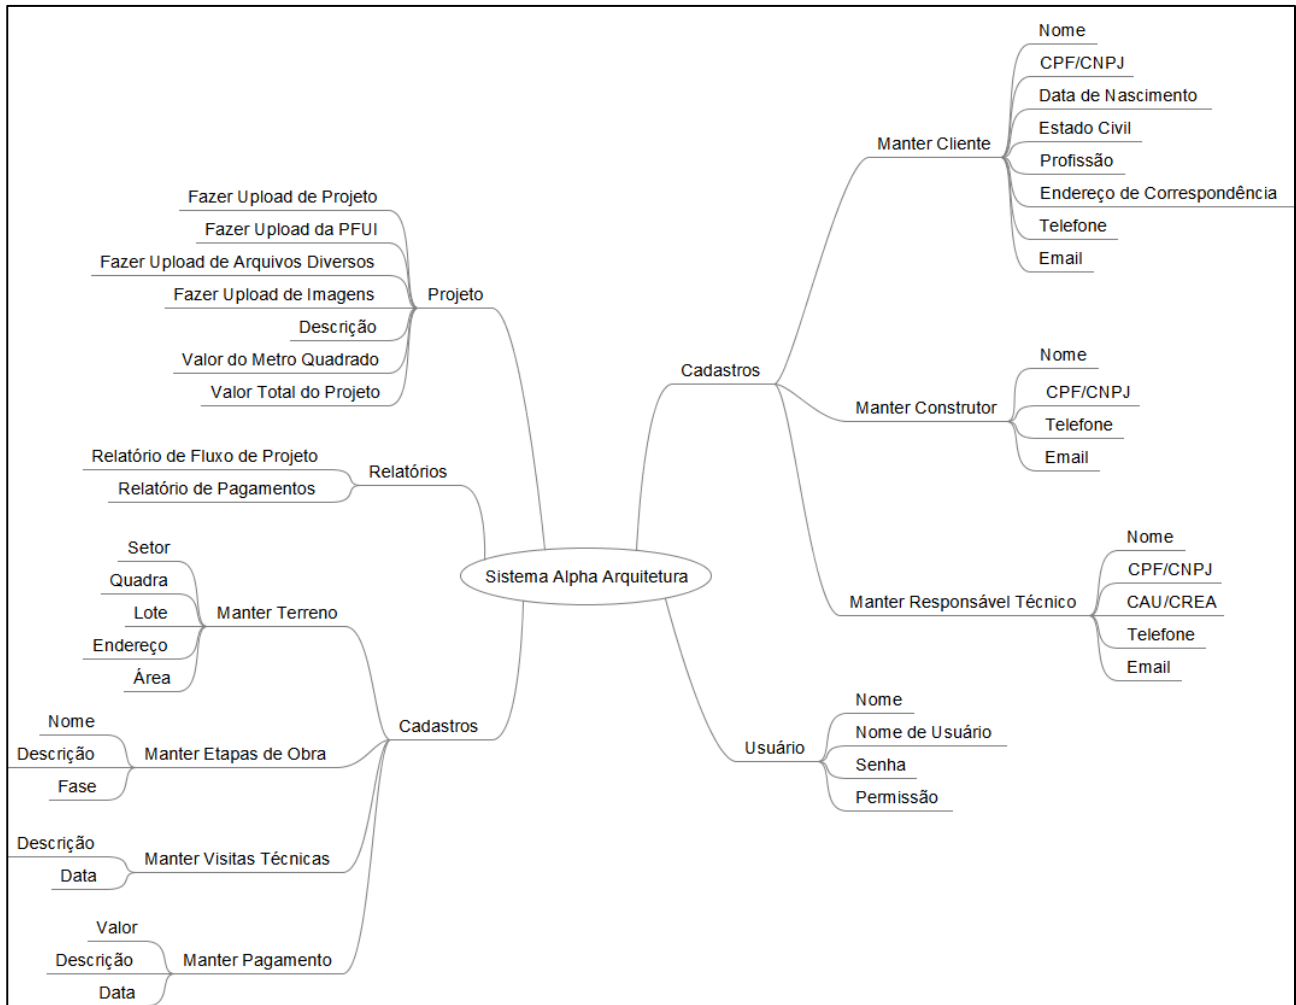 Sistema Alpha Arquitetura
Cadastros
Manter Cliente
Nome
CPF/CNPJ
Data de Nascimento
Estado Civil
Profissão
Endereço de Correspondência
Telefone
Email
Manter Construtor
Nome
CPF/CNPJ
Telefone
Email
Manter Responsável Técnico
Nome
CPF/CNPJ
CAU/CREA
Telefone
Email
Usuário
Nome
Nome de Usuário
Senha
Permissão
Projeto
Fazer Upload de Projeto
Fazer Upload da PFUI
Fazer Upload de Arquivos Diversos
Fazer Upload de Imagens
Descrição
Valor do Metro Quadrado
Valor Total do Projeto
Relatórios
Relatório de Fluxo de Projeto
Relatório de Pagamentos
Cadastros
Manter Terreno
Setor
Quadra
Lote
Endereço
Área
Manter Etapas de Obra
Nome
Descrição
Fase
Manter Visitas Técnicas
Descrição
Data
Manter Pagamento
Valor
Descrição
Data